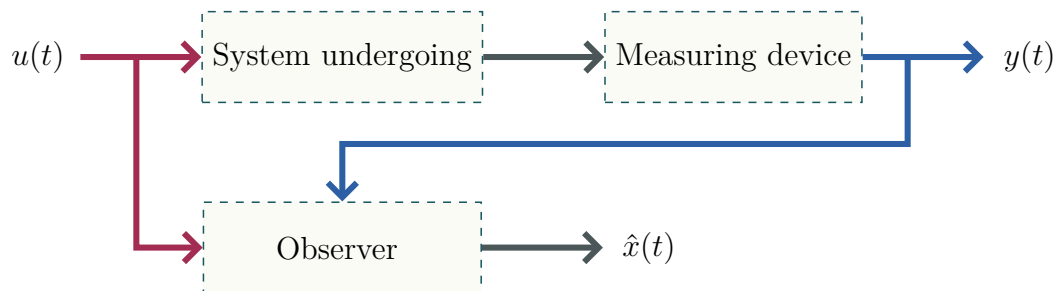 u(t) System undergoing Measuring device y(t)
Observer x̂(t)